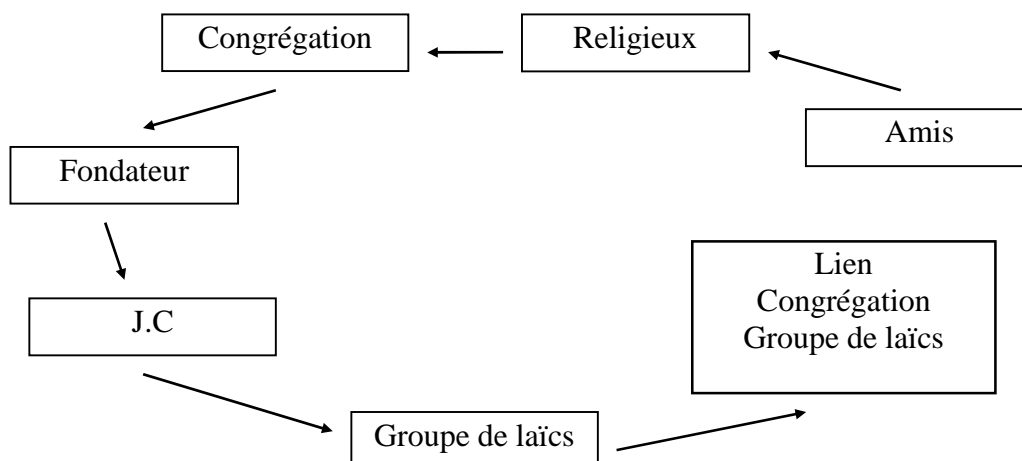 Congrégation
Religieux
Amis
Fondateur
Lien
Congrégation
Groupe de laïcs
J.C
Groupe de laïcs